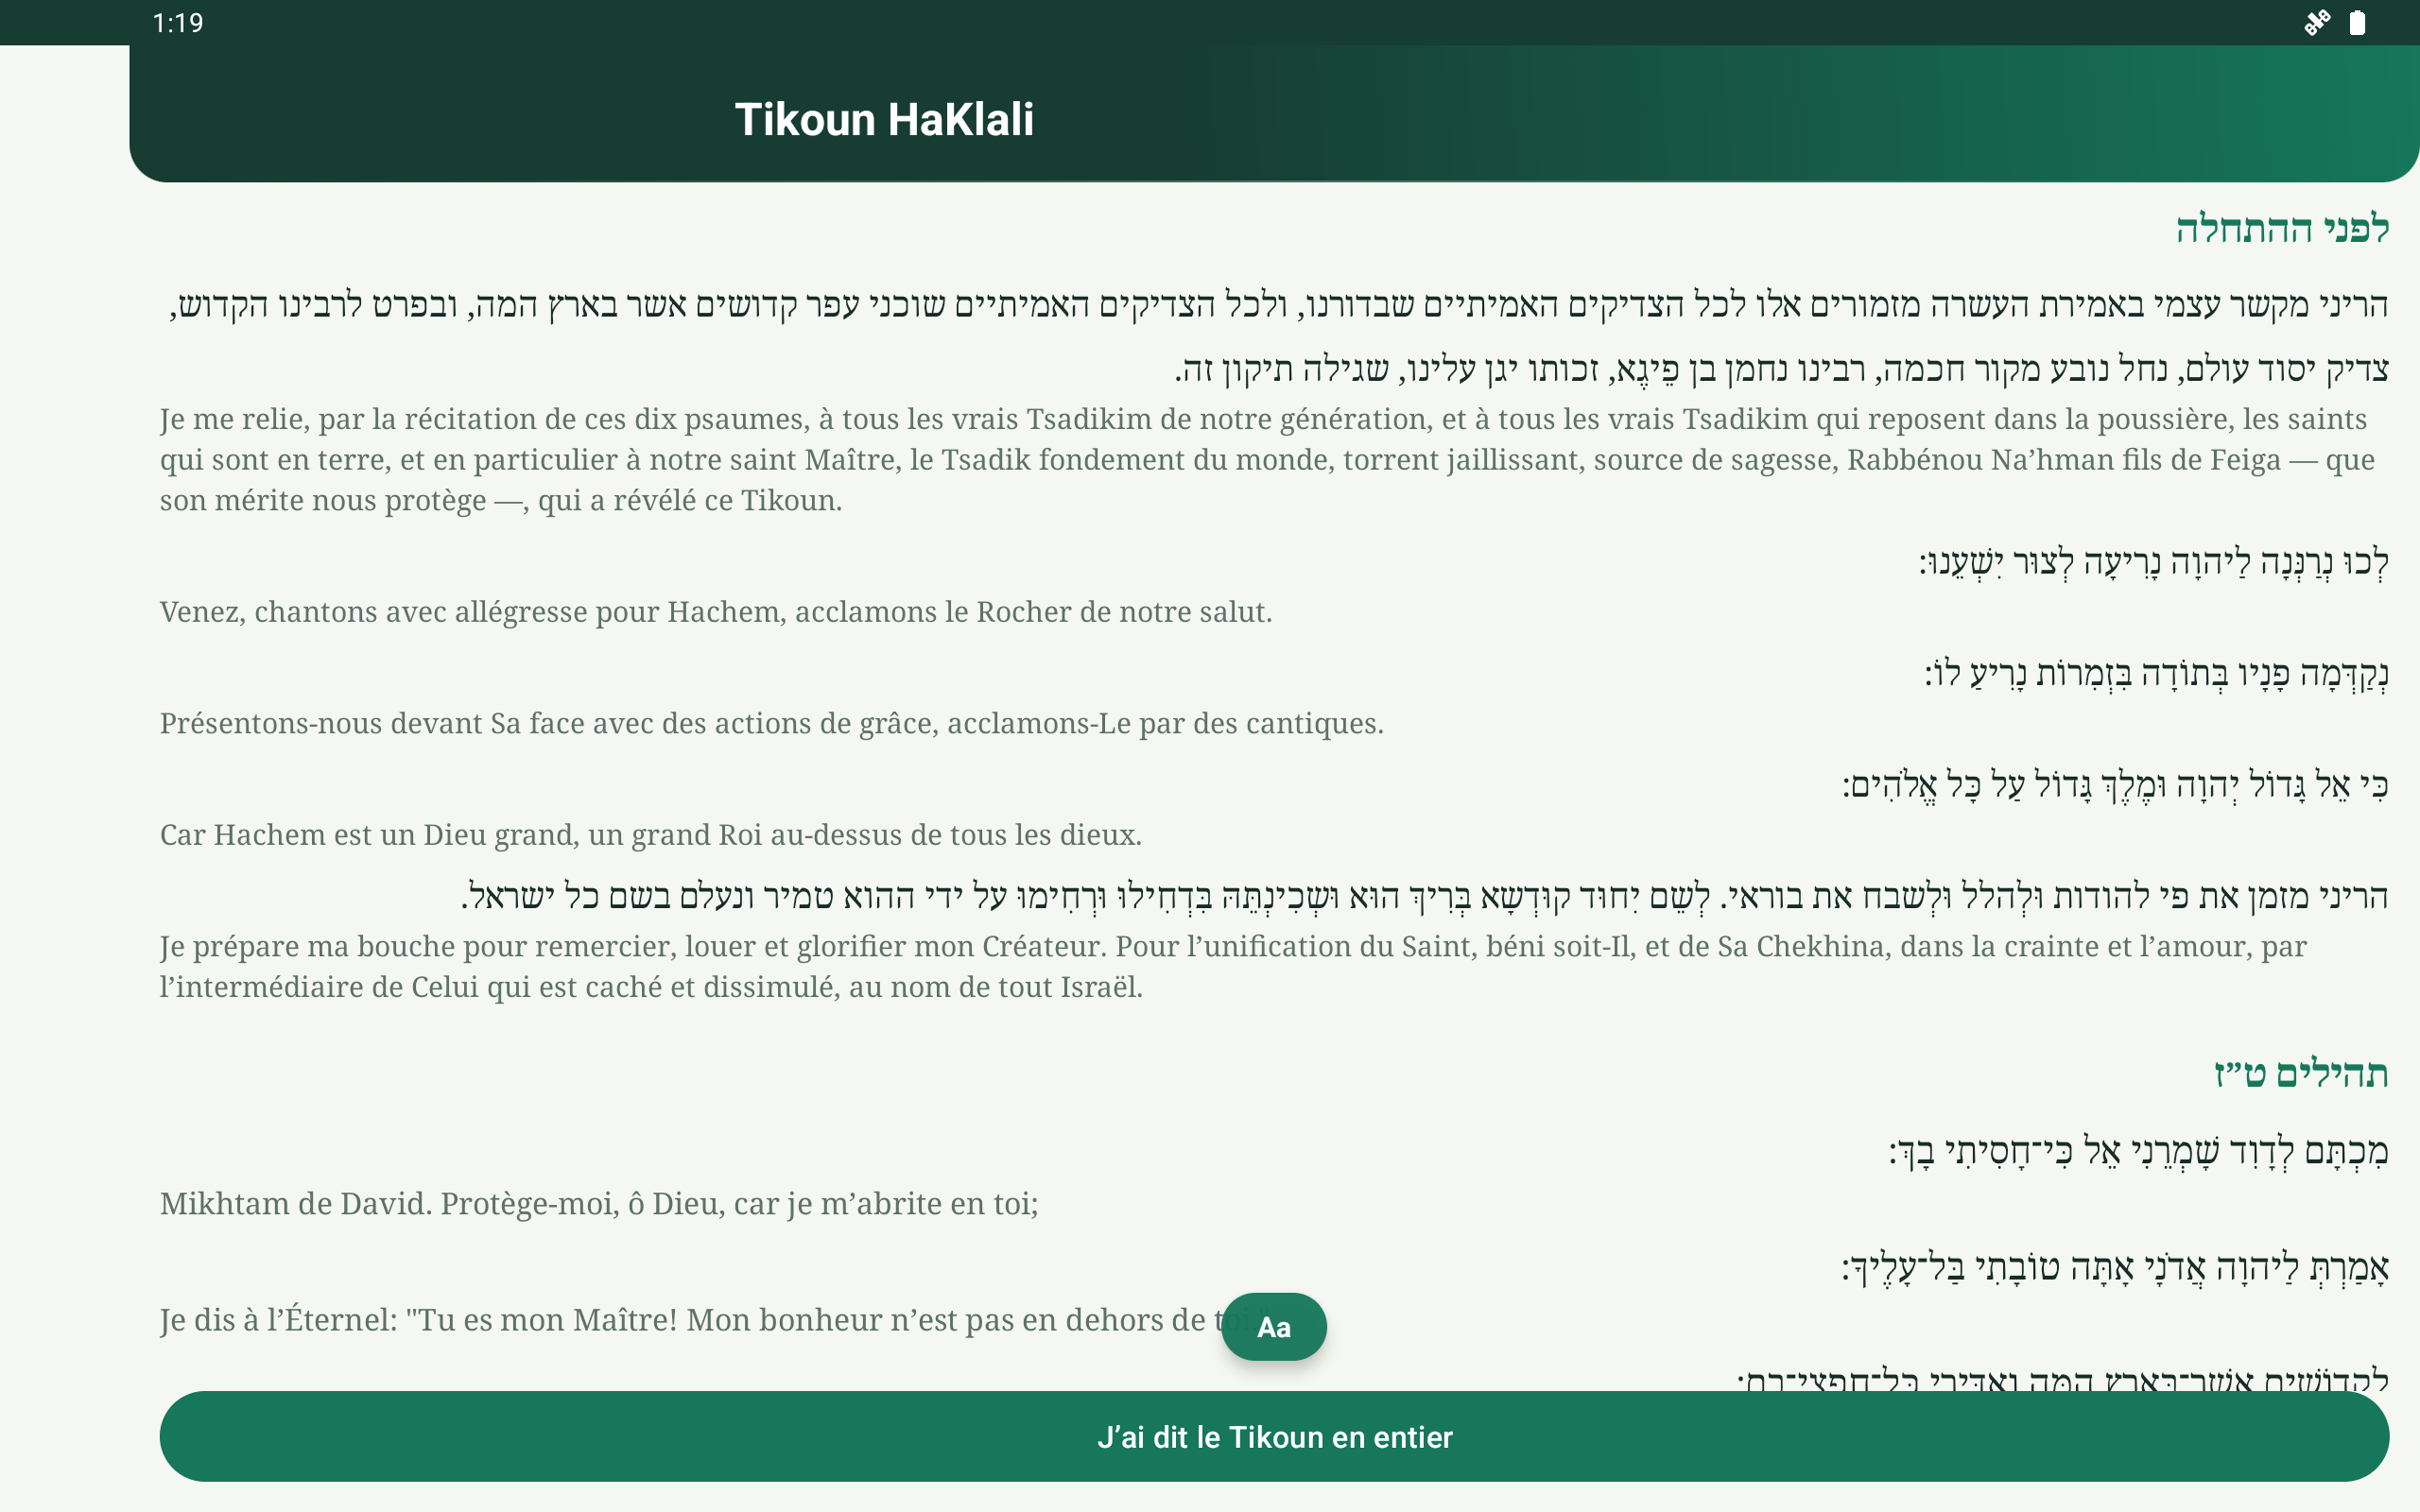 1:19
Tikoun HaKlali
לפני ההתחלה
הריני מקשר עצמי באמירת העשרה מזמורים אלו לכל הצדיקים האמיתיים שבדורנו, ולכל הצדיקים האמיתיים שוכני עפר קדושים אשר בארץ המה, ובפרט לרבינו הקדוש,
צדיק יסוד עולם, נחל נובע מקור חכמה, רבינו נחמן בן פֵיגֶא, זכותו יגן עלינו, שגילה תיקון זה.
Je me relie, par la récitation de ces dix psaumes, à tous les vrais Tsadikim de notre génération, et à tous les vrais Tsadikim qui reposent dans la poussière, les saints
qui sont en terre, et en particulier à notre saint Maître, le Tsadik fondement du monde, torrent jaillissant, source de sagesse, Rabbénou Na’hman fils de Feiga — que
son mérite nous protège —, qui a révélé ce Tikoun.
לְכוּ נְרַנְּנָה לַיהוָה נָרִיעָה לְצוּר יִשְׁעֵנוּ:
Venez, chantons avec allégresse pour Hachem, acclamons le Rocher de notre salut.
נְקַדְּמָה פָנָיו בְּתוֹדָה בִּזְמִרוֹת נָרִיעַ לוֹ:
Présentons-nous devant Sa face avec des actions de grâce, acclamons-Le par des cantiques.
כִּי אֵל גָּדוֹל יְהוָה וּמֶלֶךְ גָּדוֹל עַל כָּל אֱלֹהִים:
Car Hachem est un Dieu grand, un grand Roi au-dessus de tous les dieux.
הריני מזמן את פי להודות וּלְהלל וּלְשבח את בוראי. לְשֵׁם יִחוּד קוּדְשָׁא בְּרִיךְ הוּא וּשְׁכִינְתֵּהּ בִּדְחִילוּ וּרְחִימוּ על ידי ההוא טמיר ונעלם בשם כל ישראל.
Je prépare ma bouche pour remercier, louer et glorifier mon Créateur. Pour l’unification du Saint, béni soit-Il, et de Sa Chekhina, dans la crainte et l’amour, par
l’intermédiaire de Celui qui est caché et dissimulé, au nom de tout Israël.
תהילים ט״ז
מִכְתָּם לְדָוִד שָׁמְרֵנִי אֵל כִּי־חָסִיתִי בָךְ:
Mikhtam de David. Protège-moi, ô Dieu, car je m’abrite en toi;
אָמַרְתְּ לַיהוָה אֲדֹנָי אָתָּה טוֹבָתִי בַּל־עָלֶיךָ:
Je dis à l’Éternel: "Tu es mon Maître! Mon bonheur n’est pas en dehors de toi."
לִקְדוֹשִׁים אֲשֶׁר־בָּאָרֶץ הֵמָּה וְאַדִּירֵי כָּל־חֶפְצִי־בָם:
Aa
J’ai dit le Tikoun en entier